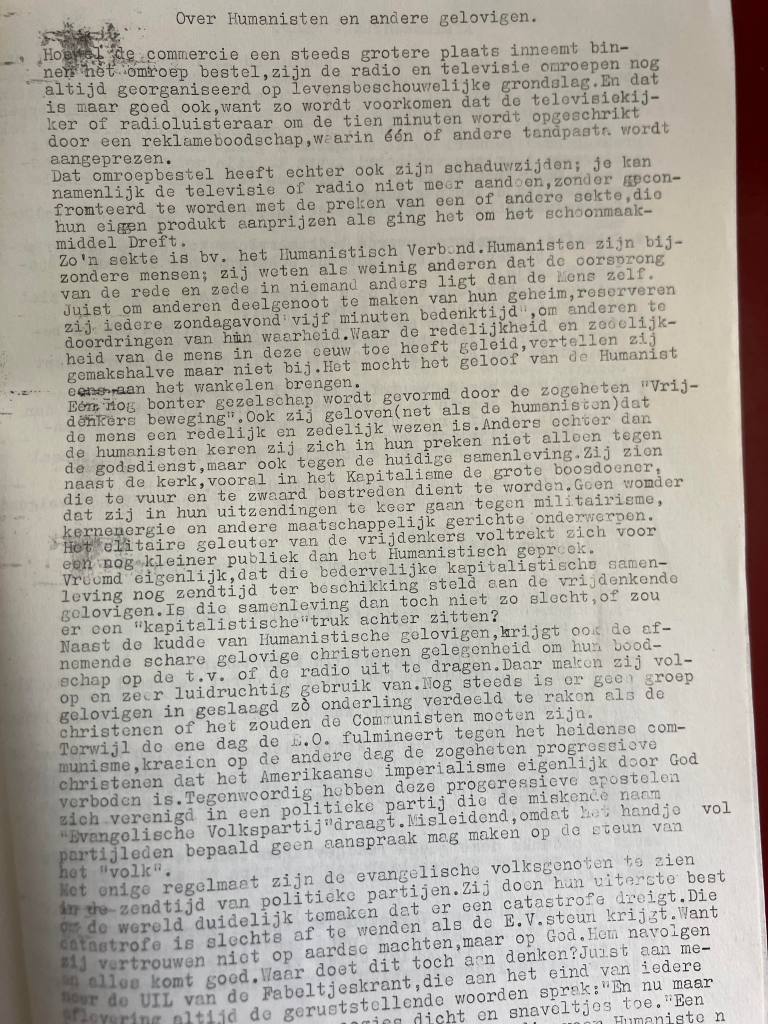 Over Humanisten en andere gelovigen.
Hoewel de commercie een steeds grotere plaats inneemt bin-
nen het omroep bestel,zijn de radio en televisie omroepen nog
altijd georganiseerd op levensbeschouwelijke grondslag.En dat
is maar goed ook,want zo wordt voorkomen dat de televisiekij-
ker of radioluisteraar om de tien minuten wordt opgeschrikt
door een reklameboodschap,waarin één of andere tandpasta wordt
aangeprezen.
Dat omroepbestel heeft echter ook zijn schaduwzijden; je kan
namenlijk de televisie of radio niet meer aandoen,zonder gecon-
fromteerd te worden met de preken van een of andere sekte,die
hun eigen produkt aanprijzen als ging het om het schoonmaak-
middel Dreft.
Zo'n sekte is bv. het Humanistisch Verbond.Humanisten zijn bij-
zondere mensen; zij weten als weinig anderen dat de oorsprong
van de rede en zede in niemand anders ligt dan de Mens zelf.
Juist om anderen deelgenoot te maken van hun geheim,reserveren
zij iedere zondagavond"vijf minuten bedenktijd",om anderen te
doordringen van hùn waarheid.Waar de redelijkheid en zedelijk-
heid van de mens in deze eeuw toe heeft geleid,vertellen zij
gemakshalve maar niet bij.Het mocht het geloof van de Humanist
eens aan het wankelen brengen.
Eén nog bonter gezelschap wordt gevormd door de zogeheten "Vrij-
denkers beweging".Ook zij geloven(net als de humanisten)dat
de mens een redelijk en zedelijk wezen is.Anders echter dan
de humanisten keren zij zich in hun preken niet alleen tegen
de godsdienst,maar ook tegen de huidige samenleving.Zij zien
naast de kerk,vooral in het Kapitalisme de grote boosdoener,
die te vuur en te zwaard bestreden dient te worden.Geen wonder
dat zij in hun uitzendingen te keer gaan tegen militairisme,
kernenergie en andere maatschappelijk gerichte onderwerpen.
Het elitaire geleuter van de vrijdenkers voltrekt zich voor
een nog kleiner publiek dan het Humanistisch gepreek.
Vreemd eigenlijk,dat die bedervelijke kapitalistische samen-
leving nog zendtijd ter beschikking steld aan de vrijdenkende
gelovigen.Is die samenleving dan toch niet zo slecht,of zou
er een "kapitalistische"truk achter zitten?
Naast de kudde van Humanistische gelovigen,krijgt ook de af-
nemende schare gelovige christenen gelegenheid om hun bood-
schap op de t.v. of de radio uit te dragen.Daar maken zij vol-
op en zeer luidruchtig gebruik van.Nog steeds is er geen groep
gelovigen in geslaagd zò onderling verdeeld te raken als de
christenen of het zouden de Communisten moeten zijn.
Terwijl de ene dag de E.O. fulmineert tegen het heidense com-
munisme,kraaien op de andere dag de zogeheten progressieve
christenen dat het Amerikaanse imperialisme eigenlijk door God
verboden is.Tegenwoordig hebben deze progeressieve apostelen
zich verenigd in een politieke partij die de miskende naam
"Evangelische Volkspartij"draagt.Misleidend,omdat het handje vol
partijleden bepaald geen aanspraak mag maken op de steun van
het "volk".
Met enige regelmaat zijn de evangelische volksgenoten te zien
in de zendtijd van politieke partijen.Zij doen hun uiterste best
om de wereld duidelijk temaken dat er een catastrofe dreigt.Die
catastrofe is slechts af te wenden als de E.V.steun krijgt.Want
zij vertrouwen niet op aardse machten,maar op God.Hem navolgen
en alles komt goed.Waar doet dit toch aan denken?Juist aan me-
neer de UIL van de Fabeltjeskrant,die aan het eind van iedere
aflevering altijd de geruststellende woorden sprak:"En nu maar
dicht en snaveltjes toe."Een
Humanisten